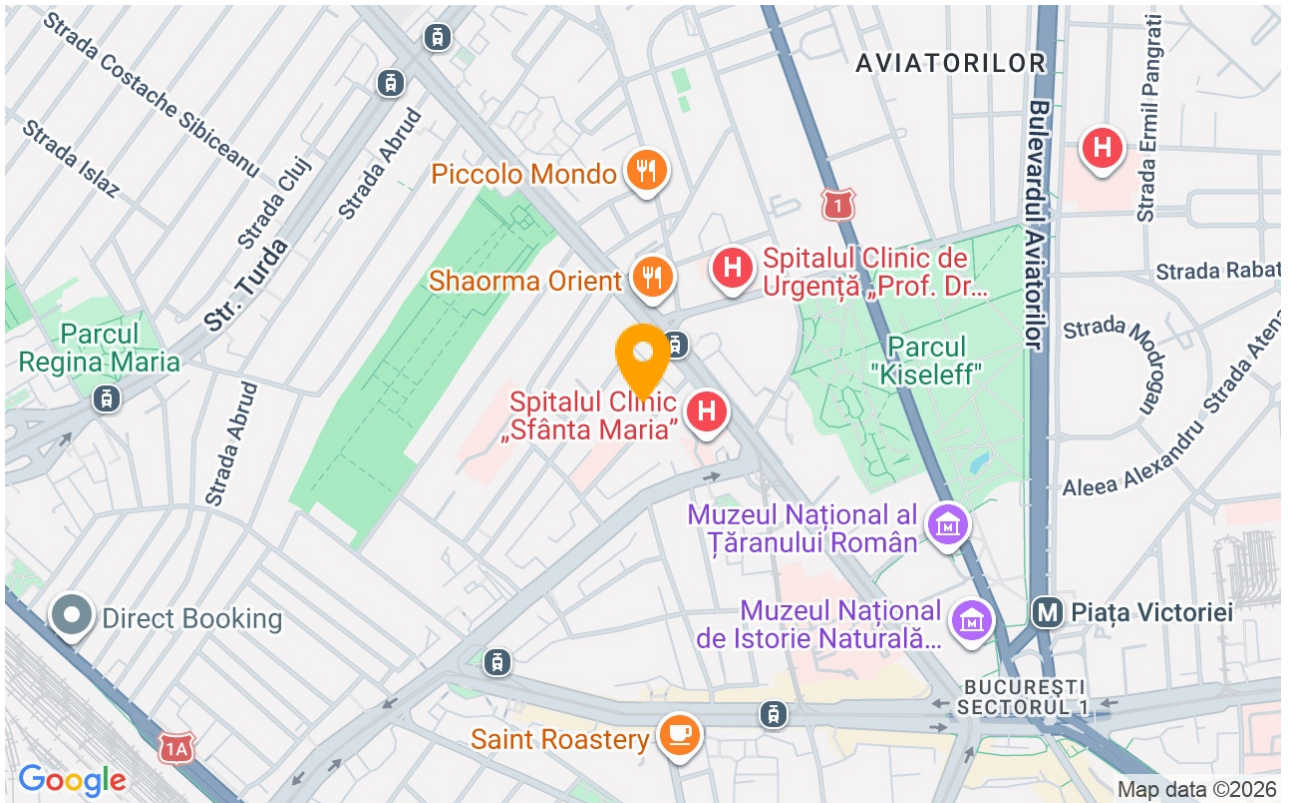 Strada Costache Sibiceanu
Strada Islaz
Strada Cluj
Strada Abrud
Str. Turda
Piccolo Mondo
AVIATORILOR
Strada Ermil Pangrati
H
1
Bulevardul Aviatorilor
Shaorma Orient
H
Spitalul Clinic de
Urgență „Prof. Dr...
Strada Rabat
Parcul
Regina Maria
Parcul
"Kiseleff"
Strada Modrogan
Strada Atena
Strada Abrud
Spitalul Clinic
„Sfânta Maria”
H
Aleea Alexandru
Muzeul Național al
Țăranului Român
M
Direct Booking
Muzeul Național
de Istorie Naturală...
M
M
Piața Victoriei
BUCUREȘTI
SECTORUL 1
1A
Saint Roastery
Google
Map data ©2026